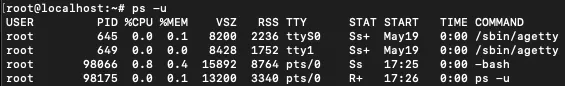 [root@localhost:~# ps -u
USER PID %CPU %MEM VSZ RSS TTY STAT START TIME COMMAND
root 645 0.0 0.1 8200 2236 ttyS0 Ss+ May19 0:00 /sbin/agetty
root 649 0.0 0.0 8428 1752 tty1 Ss+ May19 0:00 /sbin/agetty
root 98066 0.8 0.4 15892 8764 pts/0 Ss 17:25 0:00 -bash
root 98175 0.0 0.1 13200 3340 pts/0 R+ 17:26 0:00 ps -u